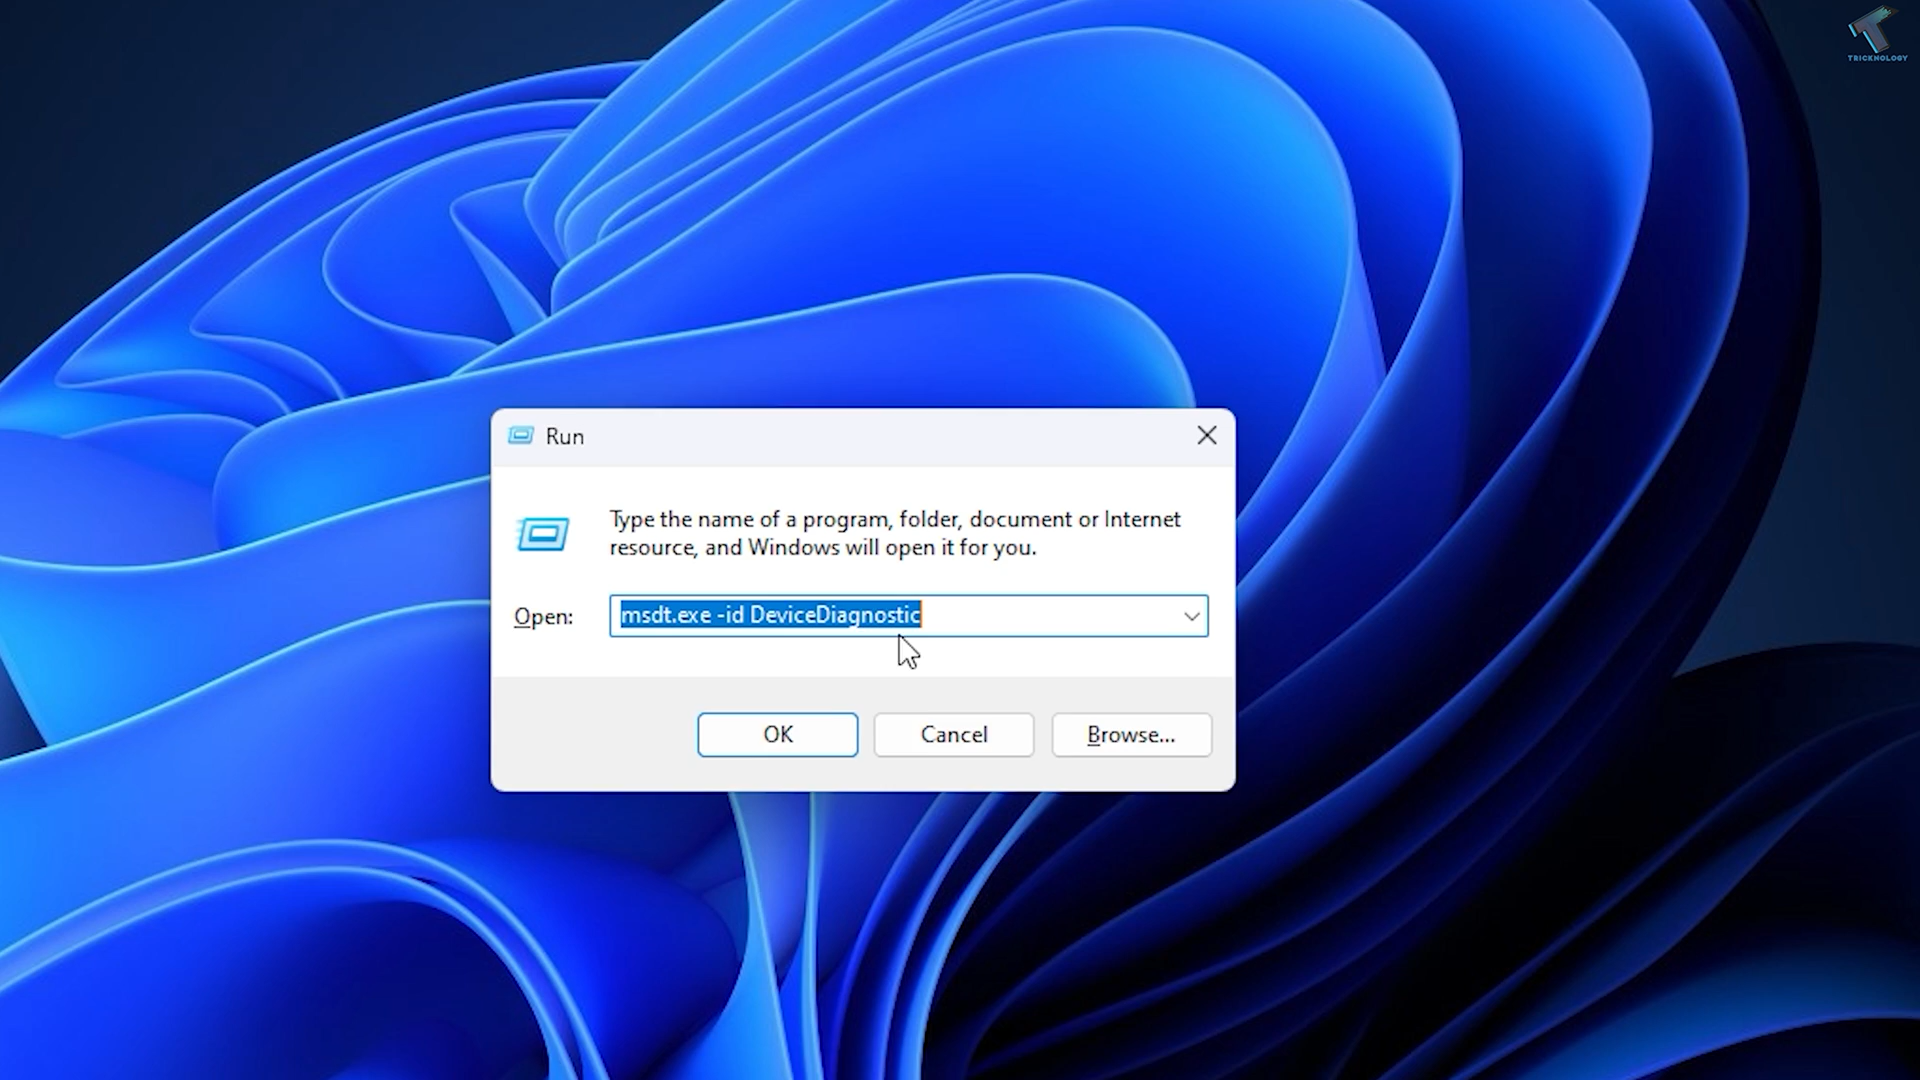 TRICKNOLOGY
Run
Type the name of a program, folder, document or Internet
resource, and Windows will open it for you.
Open:
msdt.exe -id DeviceDiagnostic
OK
Cancel
Browse...